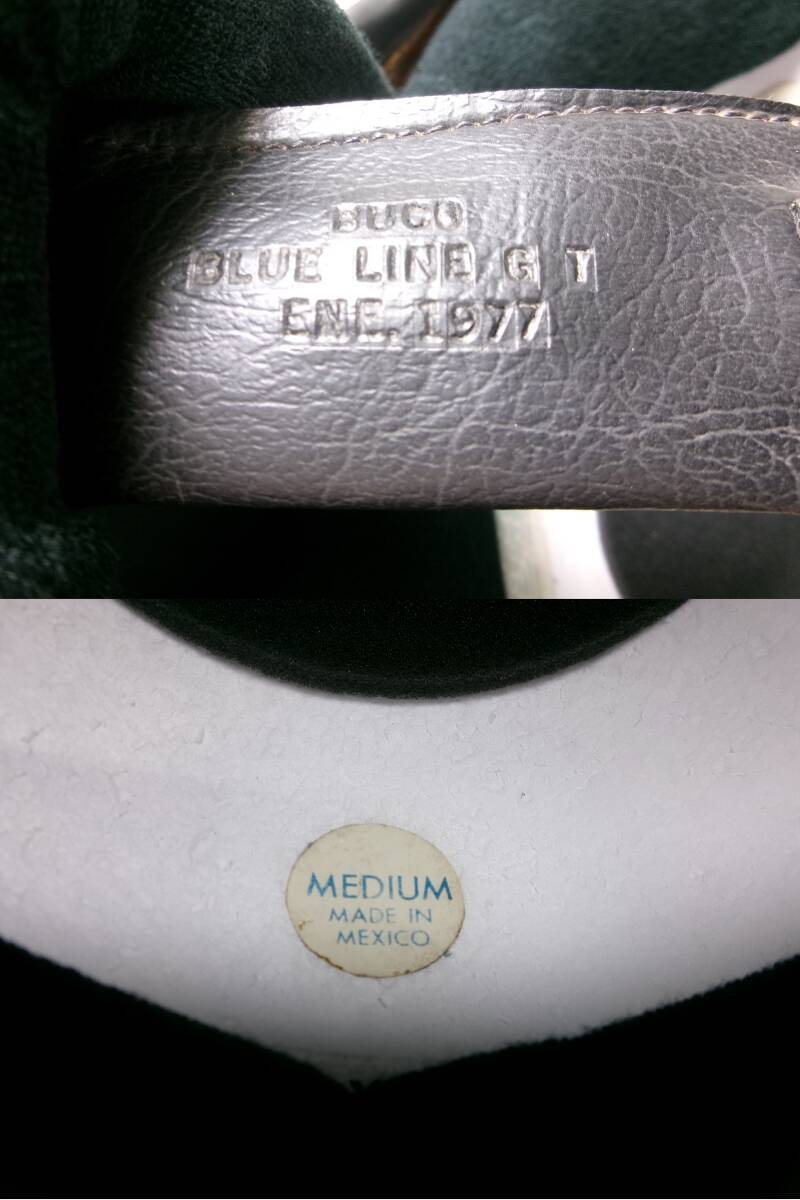 BUCO
BLUE LINE G T
ENE. 1977
MEDIUM
MADE IN
MEXICO